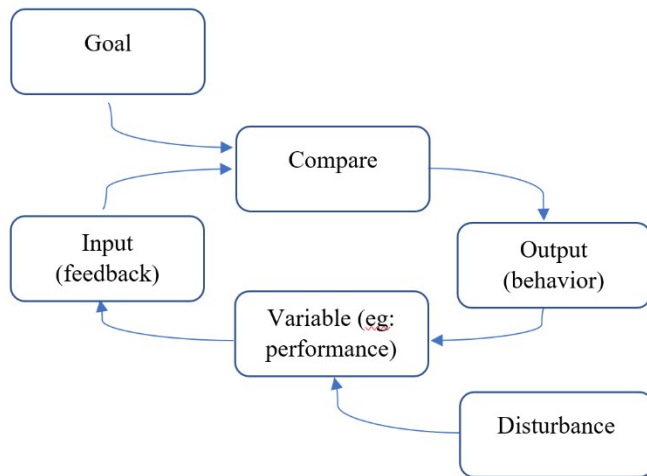 Goal
Compare
Input
(feedback)
Output
(behavior)
Variable (eg:
performance)
Disturbance